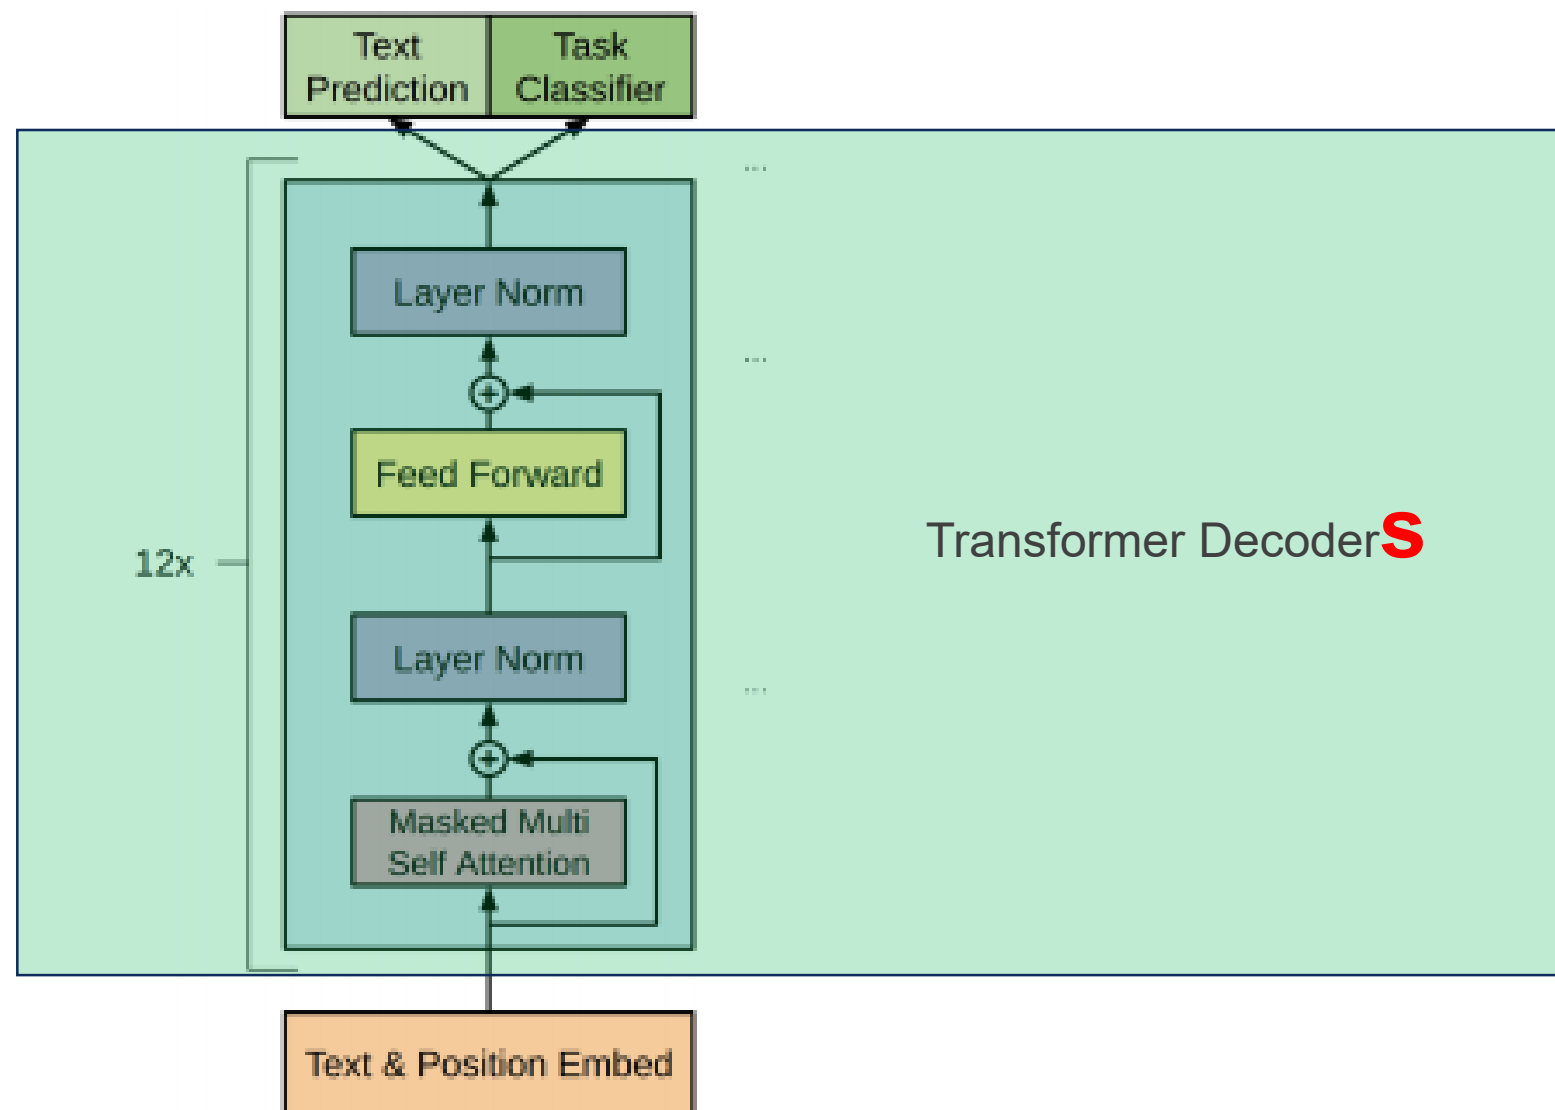 Text
Prediction
Task
Classifier
...
Layer Norm
...
+
Feed Forward
12x
Transformer Decoders
Layer Norm
...
+
Masked Multi
Self Attention
Text & Position Embed